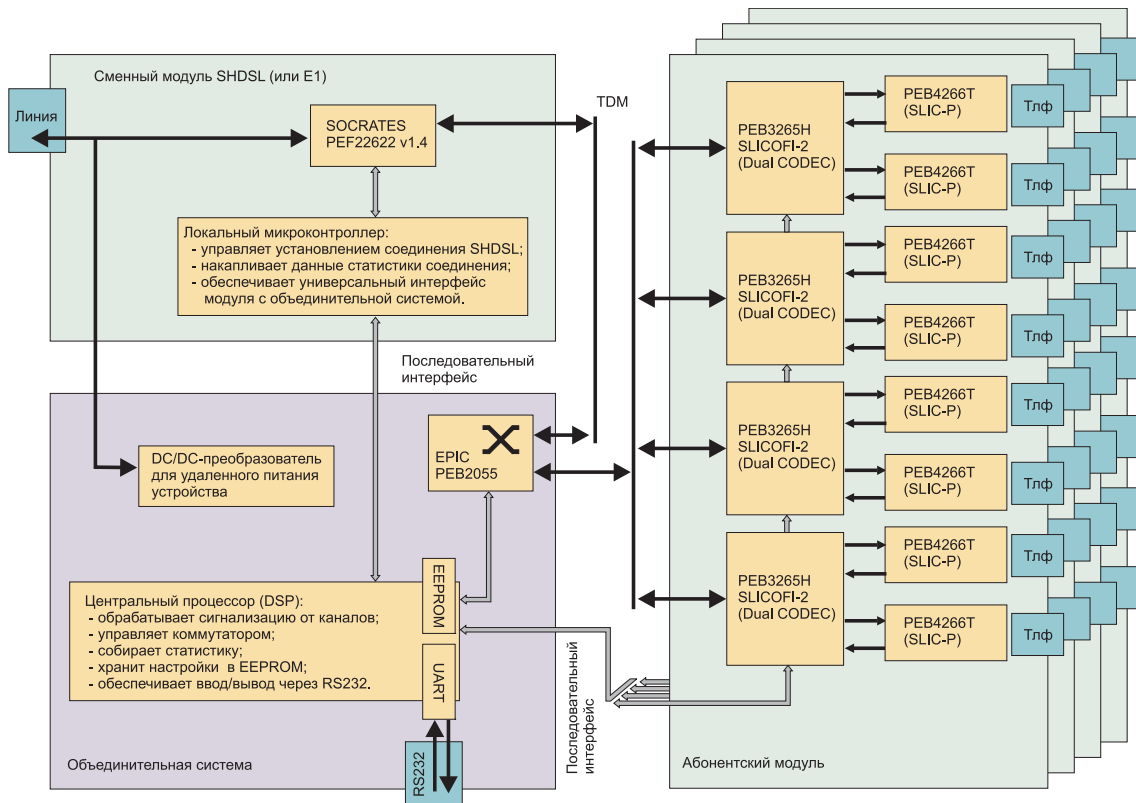 Сменный модуль SHDSL (или E1)
Линия
SOCRATES
PEF22622 v1.4
TDM
Локальный микроконтроллер:
- управляет установлением соединения SHDSL;
- накапливает данные статистики соединения;
- обеспечивает универсальный интерфейс
модуля с объединительной системой.
Последовательный
интерфейс
DC/DC-преобразователь
для удаленного питания
устройства
EPIC
PEB2055
Центральный процессор (DSP):
- обрабатывает сигнализацию от каналов;
- управляет коммутатором;
- собирает статистику;
- хранит настройки в EEPROM;
- обеспечивает ввод/вывод через RS232.
EEPROM
UART
RS232
Объединительная система
Последовательный
интерфейс
PEB3265H
SLICOFI-2
(Dual CODEC)
PEB4266T
(SLIC-P)
Тлф
PEB4266T
(SLIC-P)
Тлф
PEB3265H
SLICOFI-2
(Dual CODEC)
PEB4266T
(SLIC-P)
Тлф
PEB4266T
(SLIC-P)
Тлф
PEB3265H
SLICOFI-2
(Dual CODEC)
PEB4266T
(SLIC-P)
Тлф
PEB4266T
(SLIC-P)
Тлф
PEB3265H
SLICOFI-2
(Dual CODEC)
PEB4266T
(SLIC-P)
Тлф
PEB4266T
(SLIC-P)
Тлф
Абонентский модуль